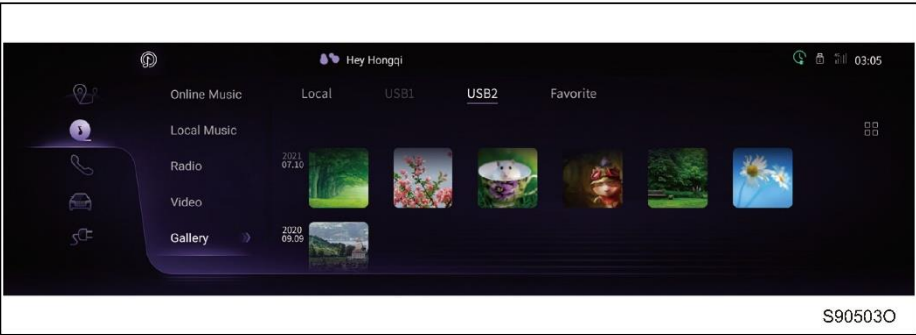 Hey Hongqi
03:05
Online Music
Local
USB1
USB2
Favorite
Local Music
Radio
2021
07.10
Video
Gallery
2020
09.09
S90503O